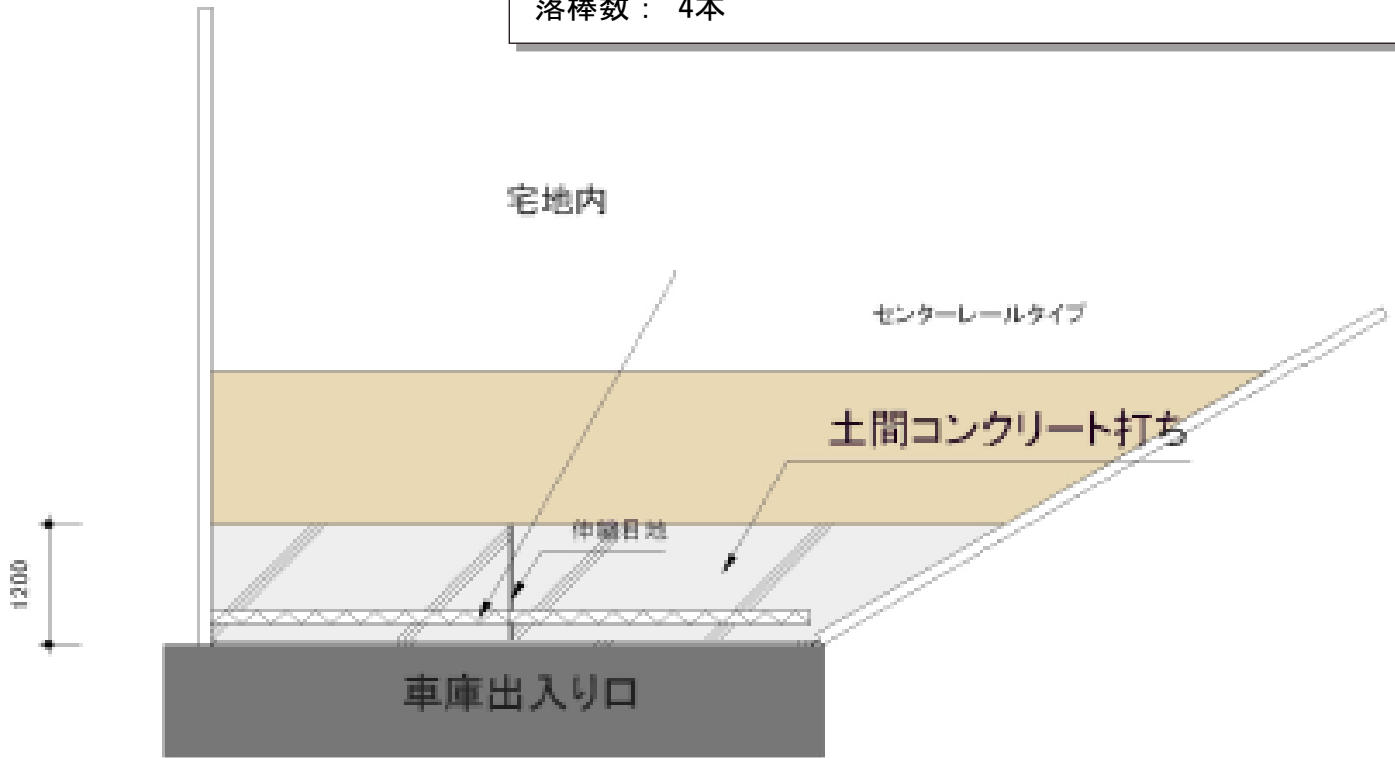 落棒数： 4本
宅地内
センターレールタイプ
土間コンクリート打ち
伸縮目地
1200
車庫出入り口